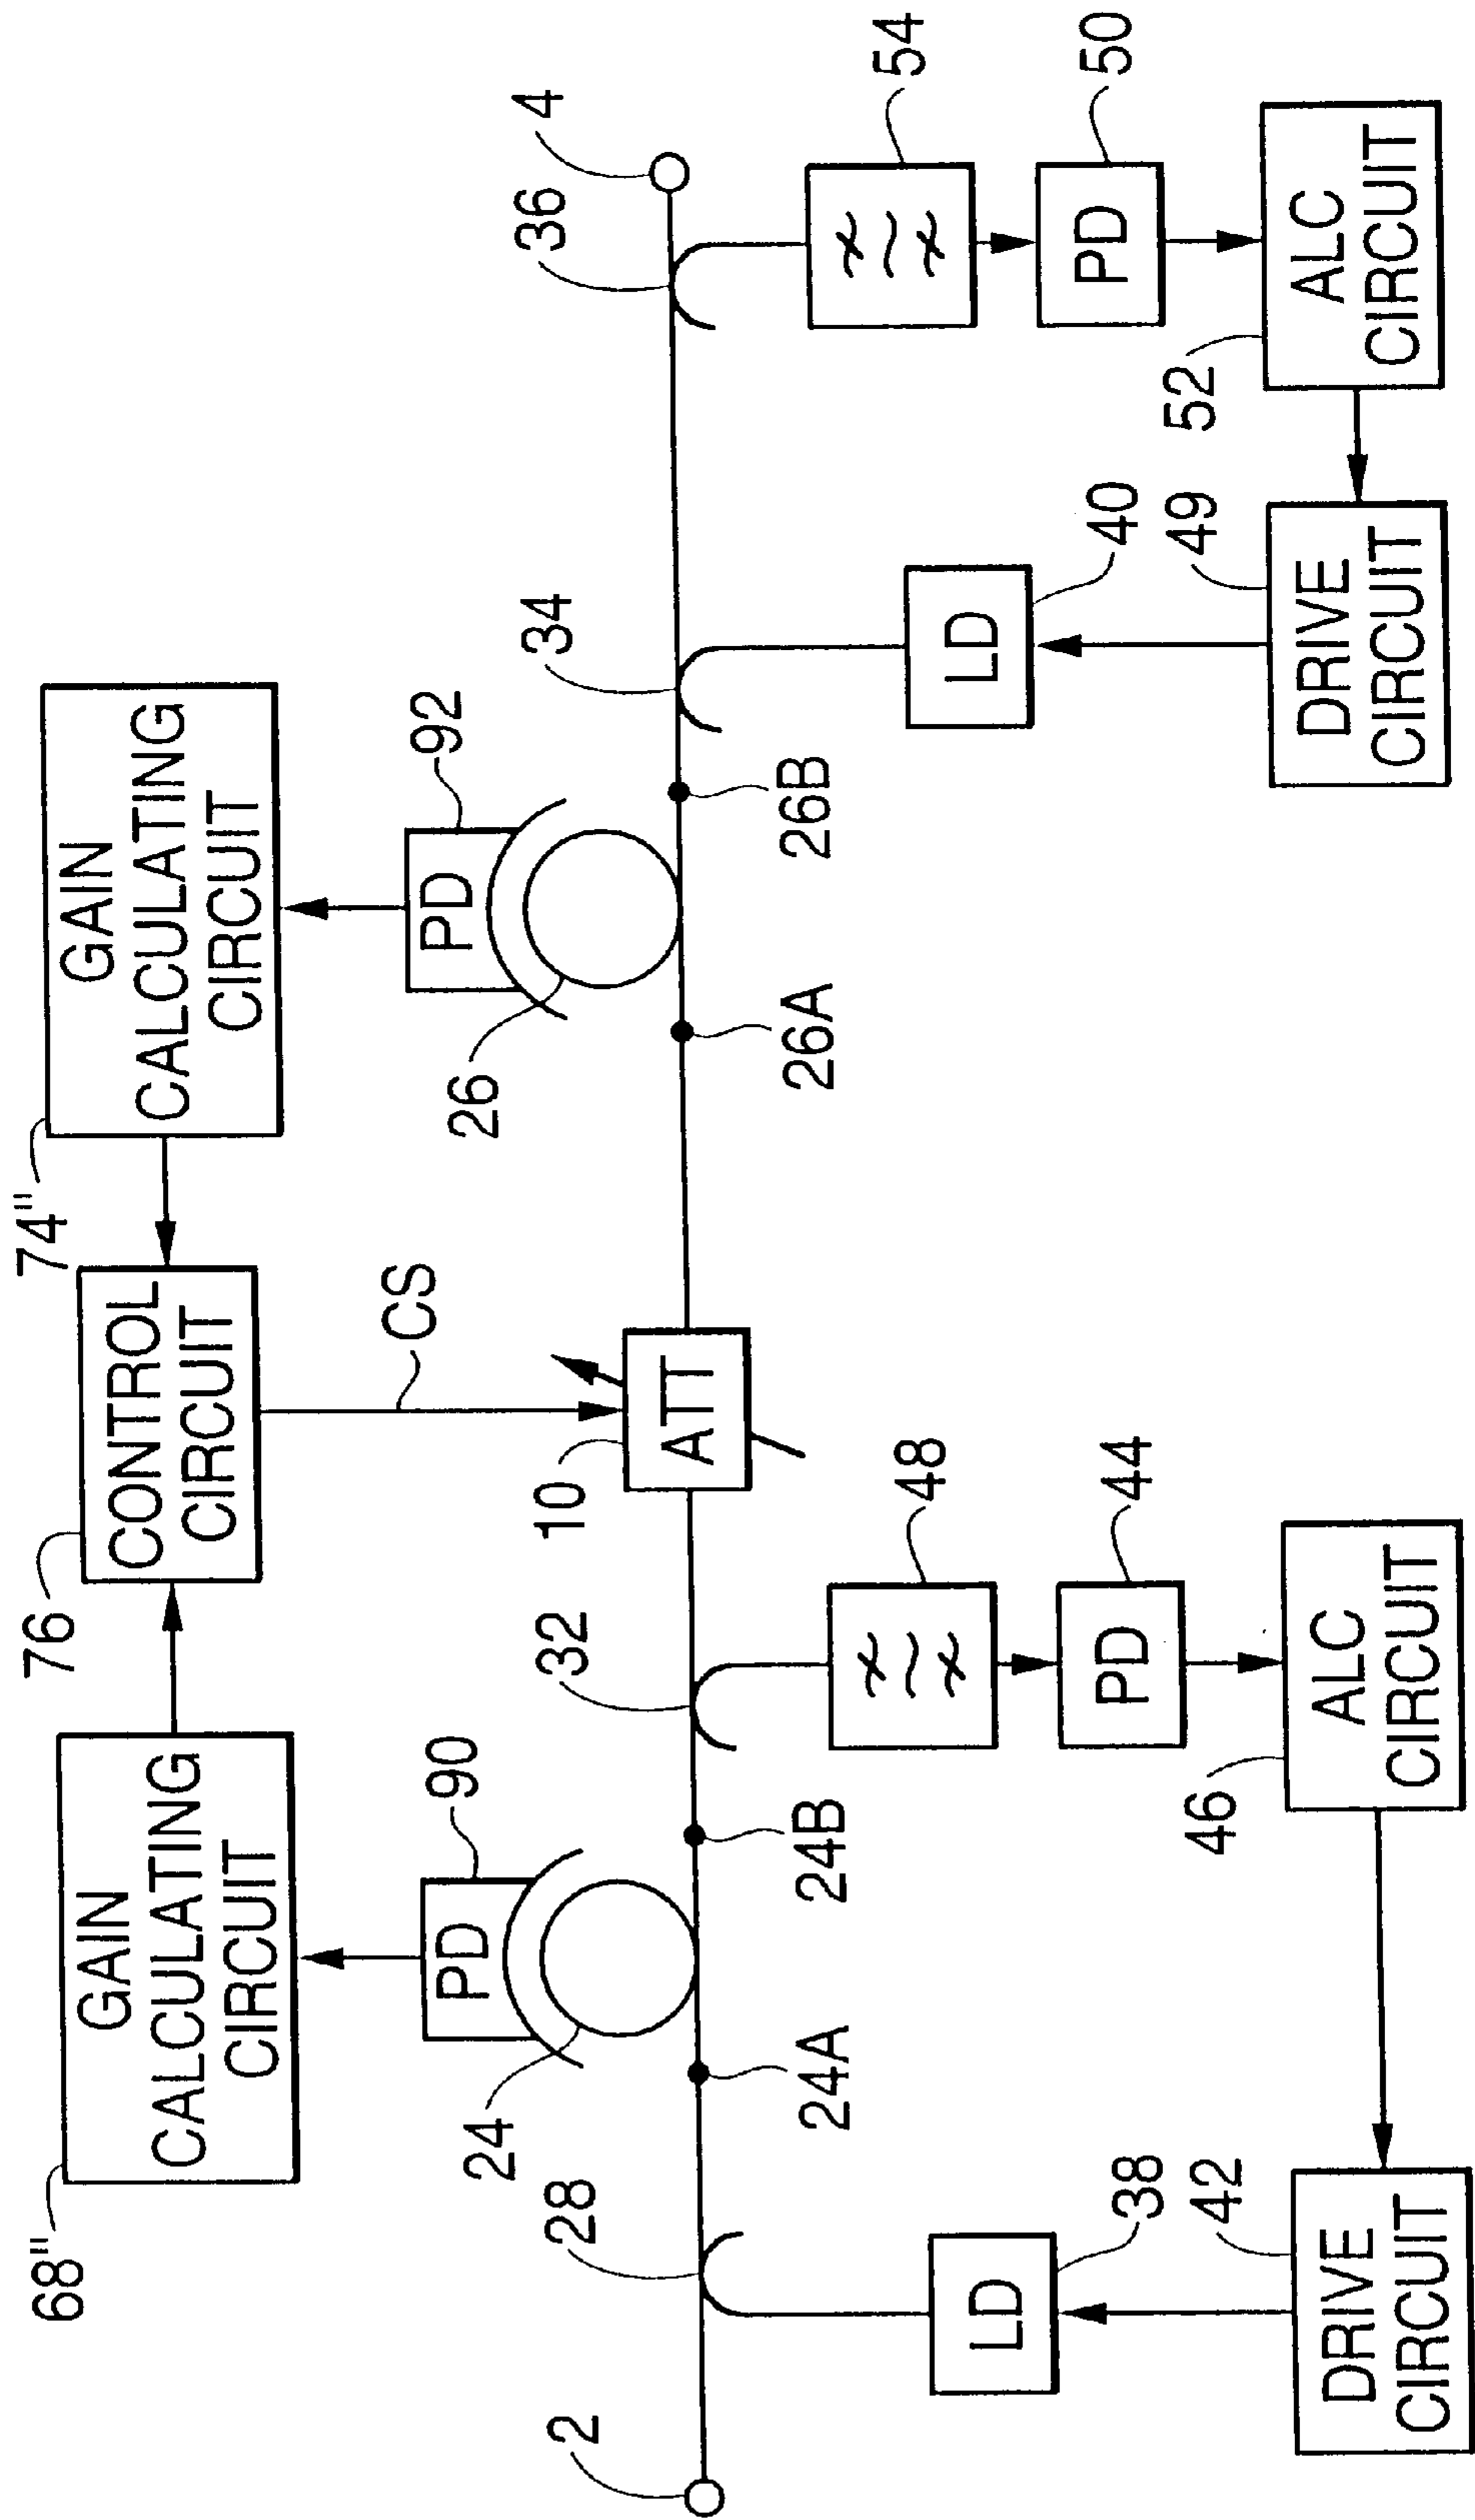 68"
GAIN
CALCULATING
CIRCUIT
76
CONTROL
CIRCUIT
74"
GAIN
CALCULATING
CIRCUIT
CS
PD
90
PD
92
2
28
24
24A
24B
32
10
ATT
26
26A
26B
34
36
4
LD
38
48
PD
44
LD
40
54
PD
50
DRIVE
CIRCUIT
42
ALC
CIRCUIT
46
DRIVE
CIRCUIT
49
ALC
CIRCUIT
52